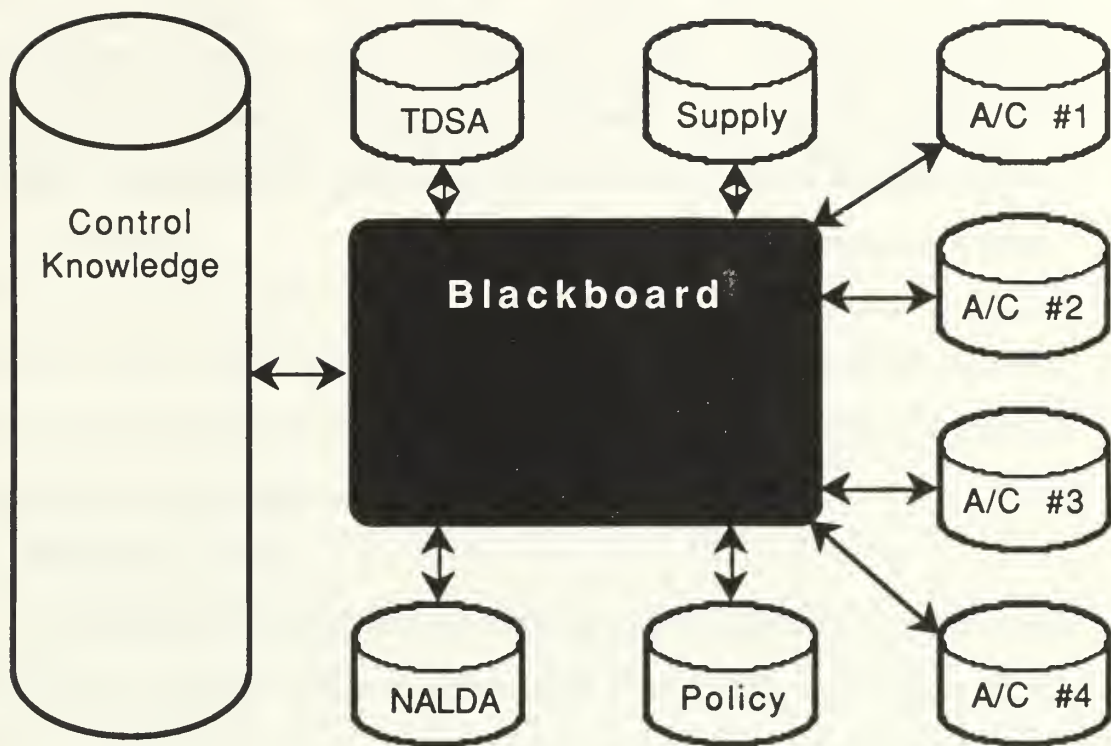 TDSA
Supply
A/C #1
Control
Knowledge
Blackboard
A/C #2
A/C #3
NALDA
Policy
A/C #4